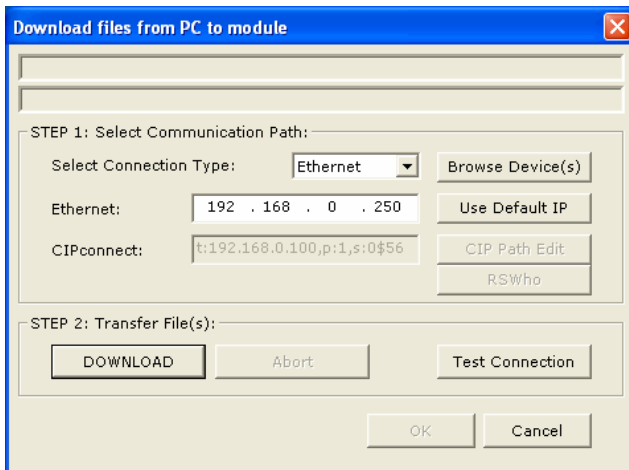 Download files from PC to module
STEP 1: Select Communication Path:
Select Connection Type: Ethernet Browse Device(s)
Ethernet: 192 . 168 . 0 . 250 Use Default IP
CIPconnect: t:192.168.0.100,p:1,s:0$56 CIP Path Edit
RSWho
STEP 2: Transfer File(s):
DOWNLOAD Abort Test Connection
OK Cancel